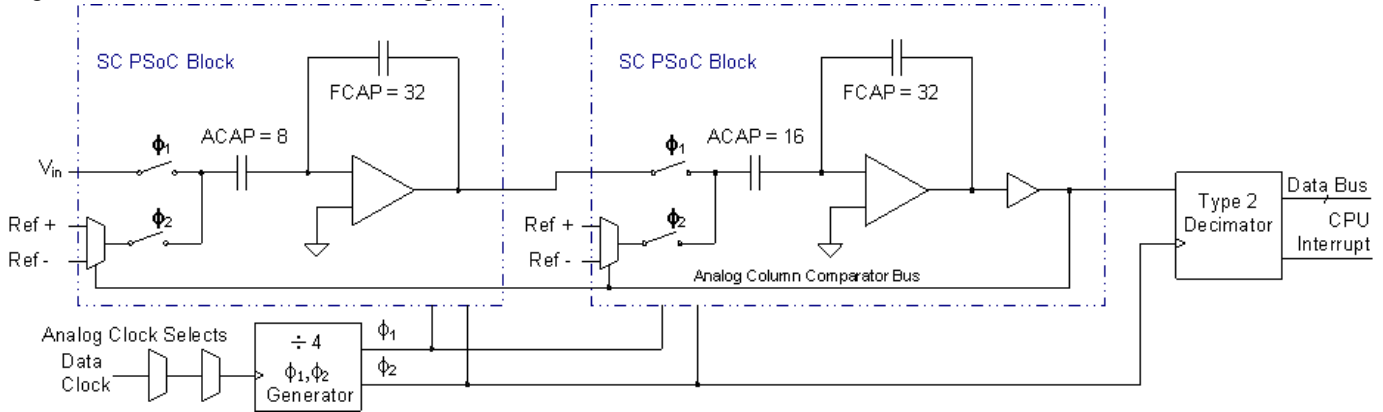 SC PSoC Block
FCAP = 32
ACAP = 8
ϕ1
Vin
ϕ2
Ref +
Ref -
SC PSoC Block
FCAP = 32
ACAP = 16
ϕ1
ϕ2
Ref +
Ref -
Analog Column Comparator Bus
Type 2
Decimator
Data Bus
CPU
Interrupt
Analog Clock Selects
Data
Clock
÷ 4
ϕ1,ϕ2
Generator
ϕ1
ϕ2